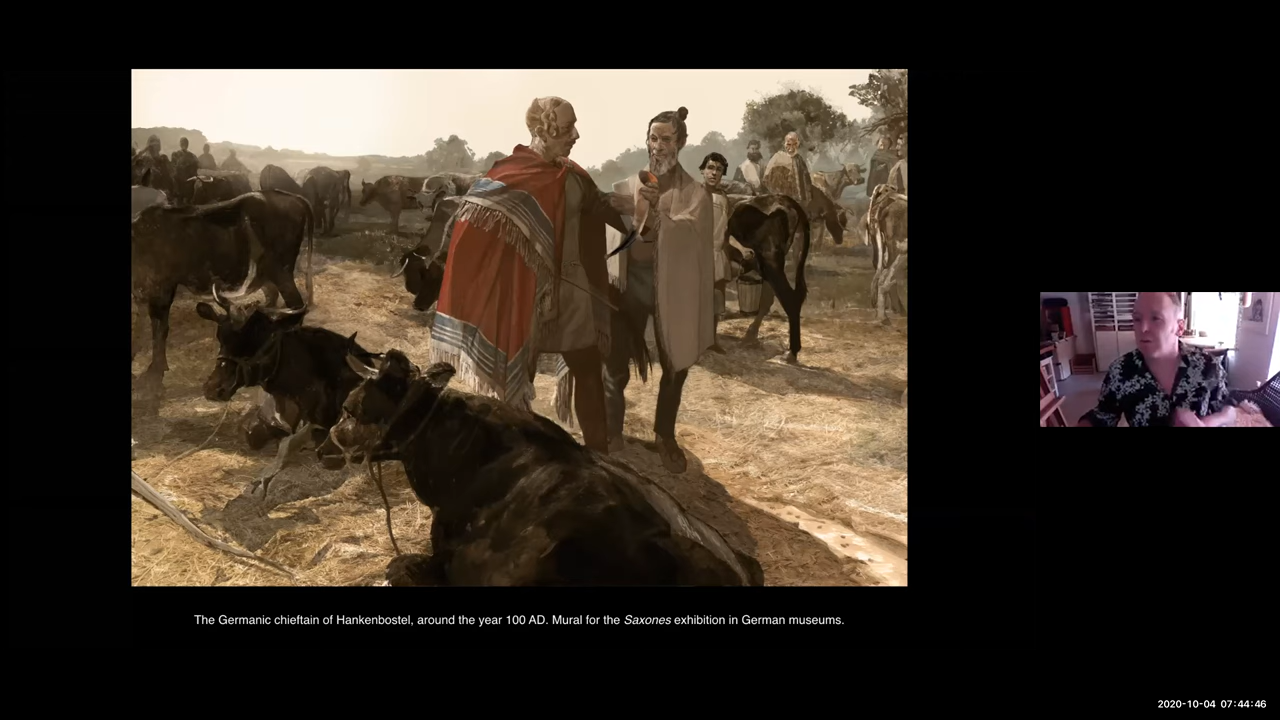 The Germanic chieftain of Hankenbostel, around the year 100 AD. Mural for the Saxones exhibition in German museums.
2020-10-04 07:44:46